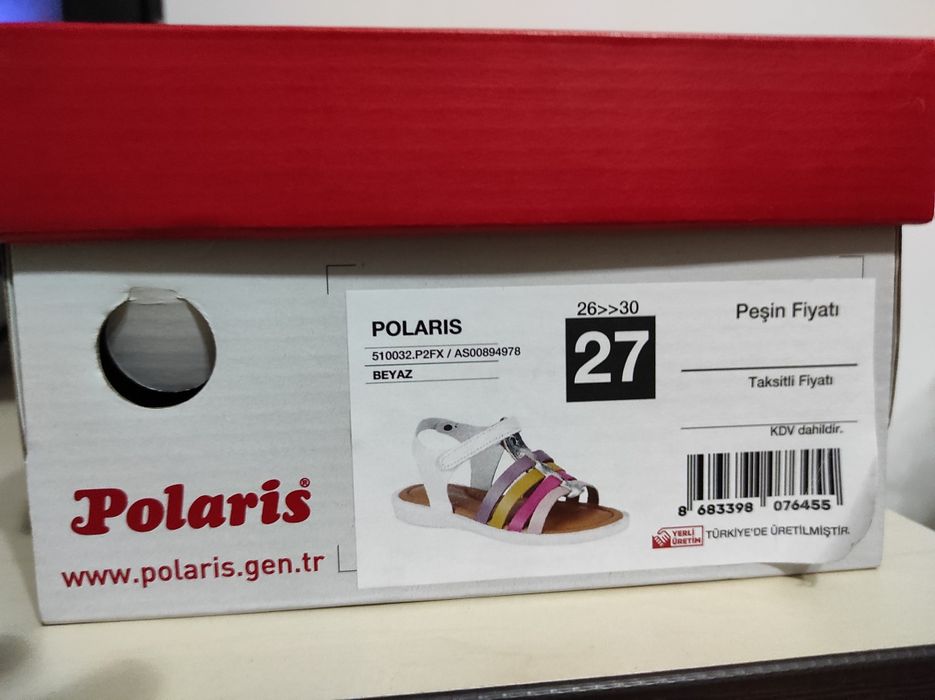 POLARIS
510032.P2FX / AS00894978
BEYAZ
26>>30
27
Peşin Fiyatı
Taksitli Fiyatı
KDV dahildir.
8 683398 076455
YERLİ
ÜRETİM
TÜRKİYE'DE ÜRETİLMİŞTİR.
Polaris®
www.polaris.gen.tr